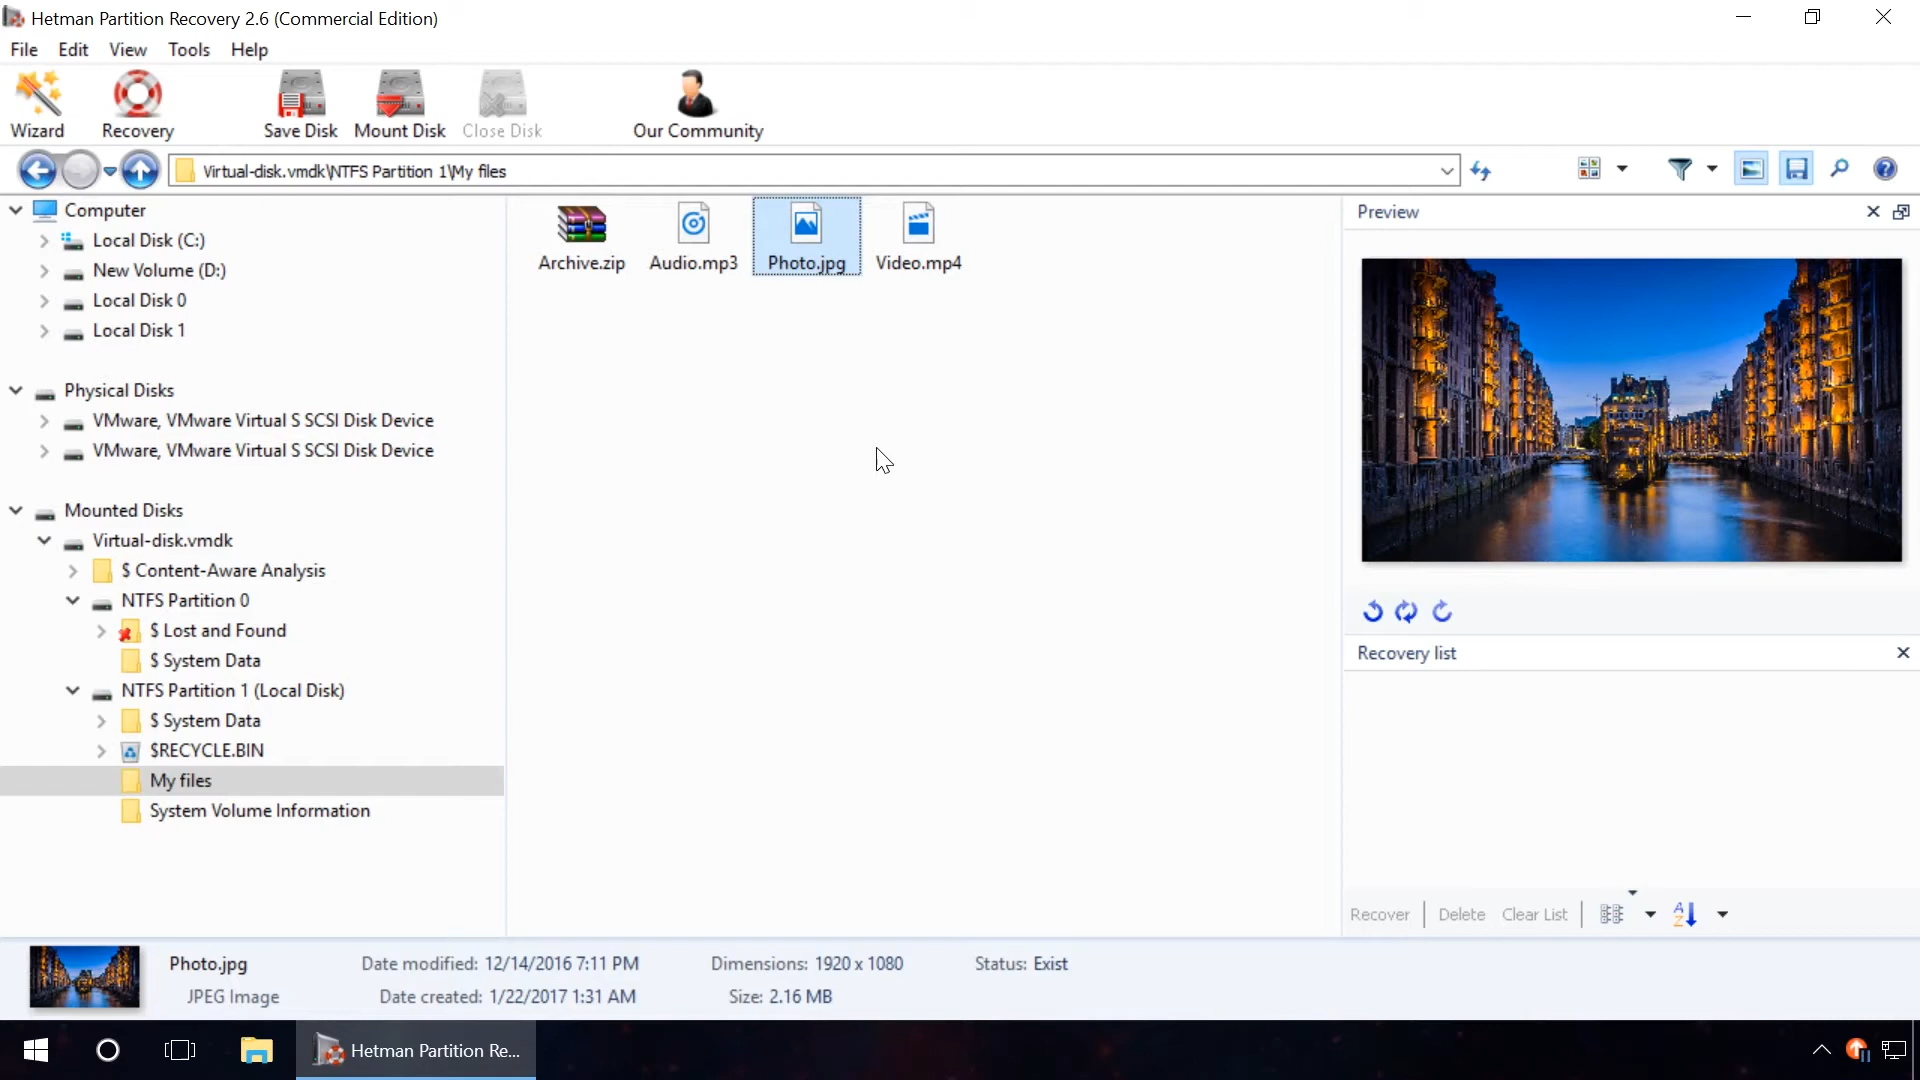 Hetman Partition Recovery 2.6 (Commercial Edition)
File Edit View Tools Help
Wizard Recovery Save Disk Mount Disk Close Disk Our Community
Virtual-disk.vmdk\NTFS Partition 1\My files
Computer
Local Disk (C:)
New Volume (D:)
Local Disk 0
Local Disk 1
Physical Disks
VMware, VMware Virtual S SCSI Disk Device
VMware, VMware Virtual S SCSI Disk Device
Mounted Disks
Virtual-disk.vmdk
$ Content-Aware Analysis
NTFS Partition 0
$ Lost and Found
$ System Data
NTFS Partition 1 (Local Disk)
$ System Data
$RECYCLE.BIN
My files
System Volume Information
Archive.zip Audio.mp3 Photo.jpg Video.mp4
Preview
Recovery list
Recover Delete Clear List
Photo.jpg Date modified: 12/14/2016 7:11 PM Dimensions: 1920 x 1080 Status: Exist
JPEG Image Date created: 1/22/2017 1:31 AM Size: 2.16 MB
Hetman Partition Re...